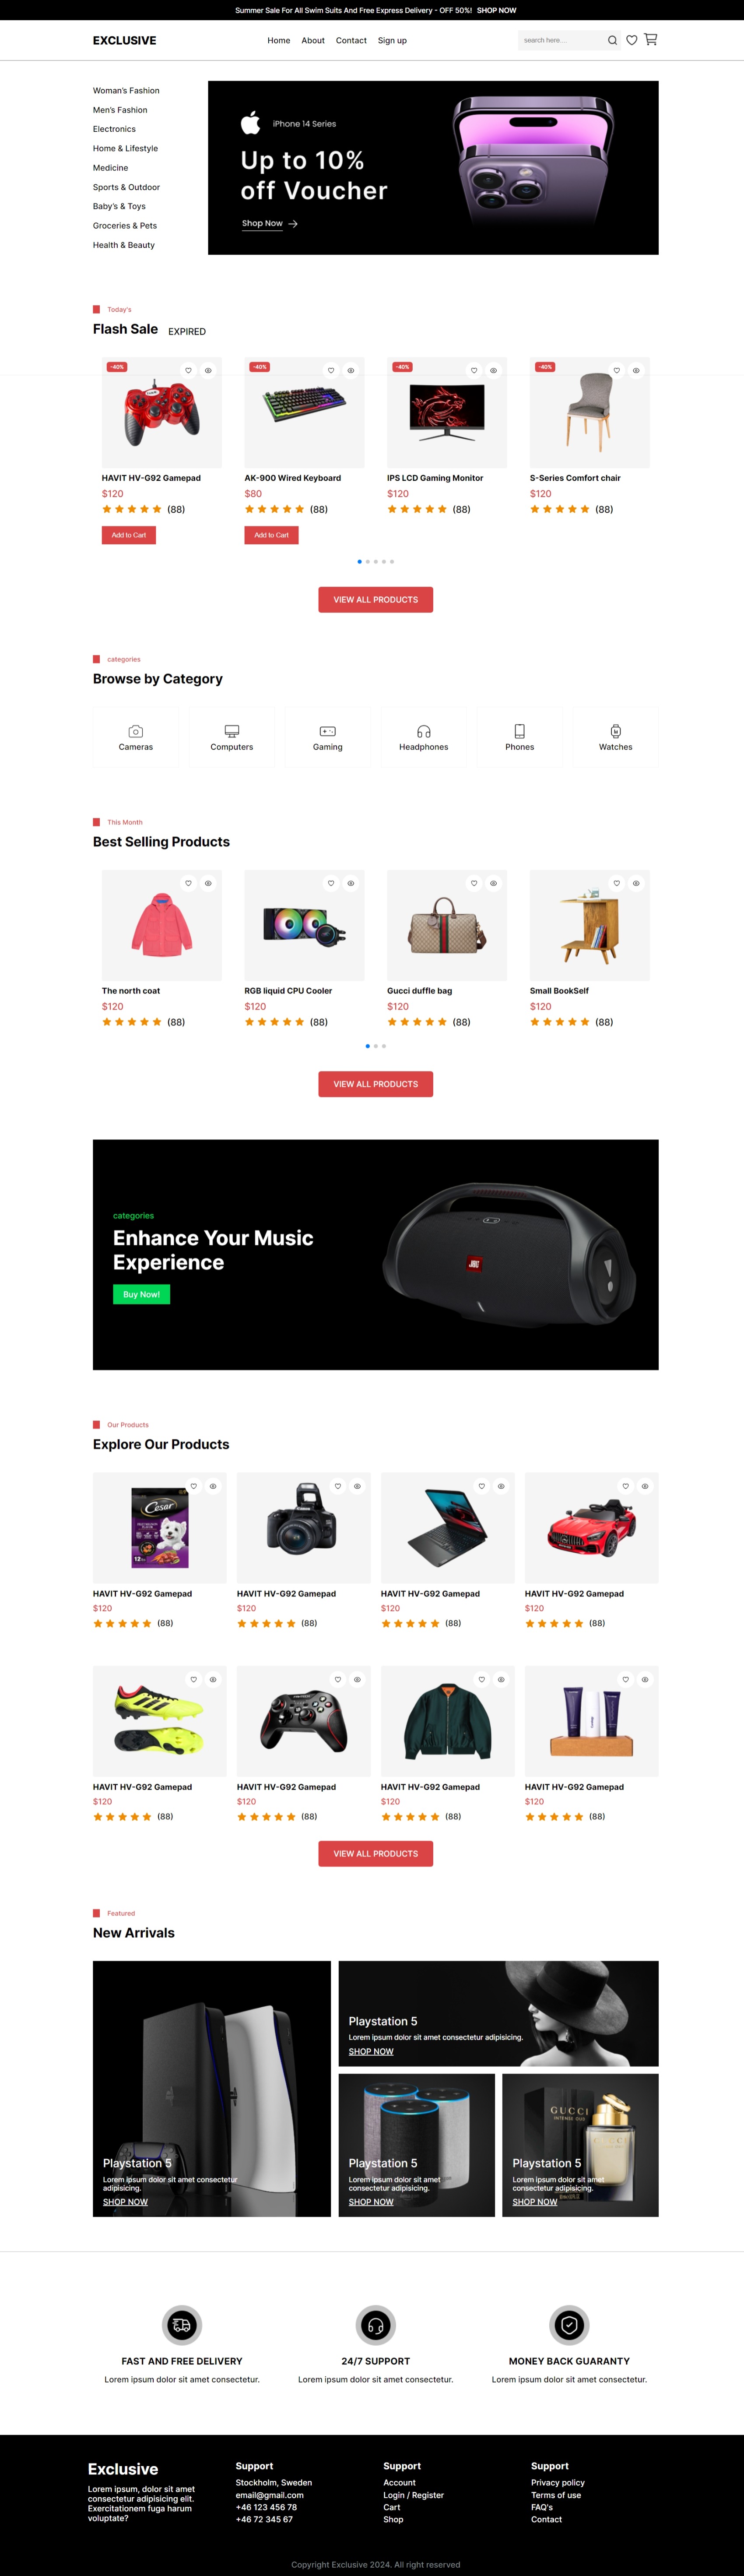 Summer Sale For All Swim Suits And Free Express Delivery - OFF 50%! SHOP NOW
EXCLUSIVE
Home About Contact Sign up
search here....
Woman's Fashion
Men's Fashion
Electronics
Home & Lifestyle
Medicine
Sports & Outdoor
Baby's & Toys
Groceries & Pets
Health & Beauty
iPhone 14 Series
Up to 10%
off Voucher
Shop Now
Today's
Flash Sale EXPIRED
-40% -40% -40% -40%
HAVIT HV-G92 Gamepad AK-900 Wired Keyboard IPS LCD Gaming Monitor S-Series Comfort chair
$120 $80 $120 $120
(88) (88) (88) (88)
Add to Cart Add to Cart
VIEW ALL PRODUCTS
categories
Browse by Category
Cameras Computers Gaming Headphones Phones Watches
This Month
Best Selling Products
The north coat RGB liquid CPU Cooler Gucci duffle bag Small BookSelf
$120 $120 $120 $120
(88) (88) (88) (88)
VIEW ALL PRODUCTS
categories
Enhance Your Music
Experience
Buy Now!
JBL
Our Products
Explore Our Products
Cesar
HAVIT HV-G92 Gamepad HAVIT HV-G92 Gamepad HAVIT HV-G92 Gamepad HAVIT HV-G92 Gamepad
$120 $120 $120 $120
(88) (88) (88) (88)
HAVIT HV-G92 Gamepad HAVIT HV-G92 Gamepad HAVIT HV-G92 Gamepad HAVIT HV-G92 Gamepad
$120 $120 $120 $120
(88) (88) (88) (88)
VIEW ALL PRODUCTS
Featured
New Arrivals
Playstation 5
Lorem ipsum dolor sit amet consectetur
adipisicing.
SHOP NOW
Playstation 5
Lorem ipsum dolor sit amet consectetur adipisicing.
SHOP NOW
Playstation 5
Lorem ipsum dolor sit amet
consectetur adipisicing.
SHOP NOW
GUCCI
INTENSE OUD
Playstation 5
Lorem ipsum dolor sit amet
consectetur adipisicing.
SHOP NOW
FAST AND FREE DELIVERY
Lorem ipsum dolor sit amet consectetur.
24/7 SUPPORT
Lorem ipsum dolor sit amet consectetur.
MONEY BACK GUARANTY
Lorem ipsum dolor sit amet consectetur.
Exclusive
Lorem ipsum, dolor sit amet
consectetur adipisicing elit.
Exercitationem fuga harum
voluptate?
Support
Stockholm, Sweden
email@gmail.com
+46 123 456 78
+46 72 345 67
Support
Account
Login / Register
Cart
Shop
Support
Privacy policy
Terms of use
FAQ's
Contact
Copyright Exclusive 2024. All right reserved